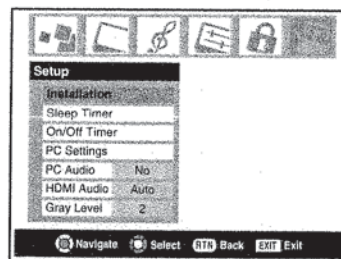 Setup
Installation
Sleep Timer
On/Off Timer
PC Settings
PC Audio No
HDMI Audio Auto
Gray Level 2
Navigate Select RTN Back EXIT Exit